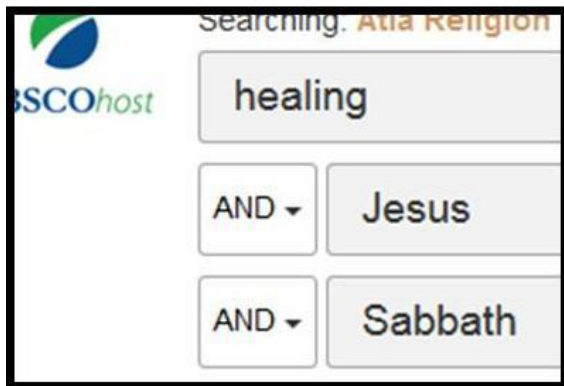 Searching: Atla Religion
BSCOhost
healing
AND Jesus
AND Sabbath